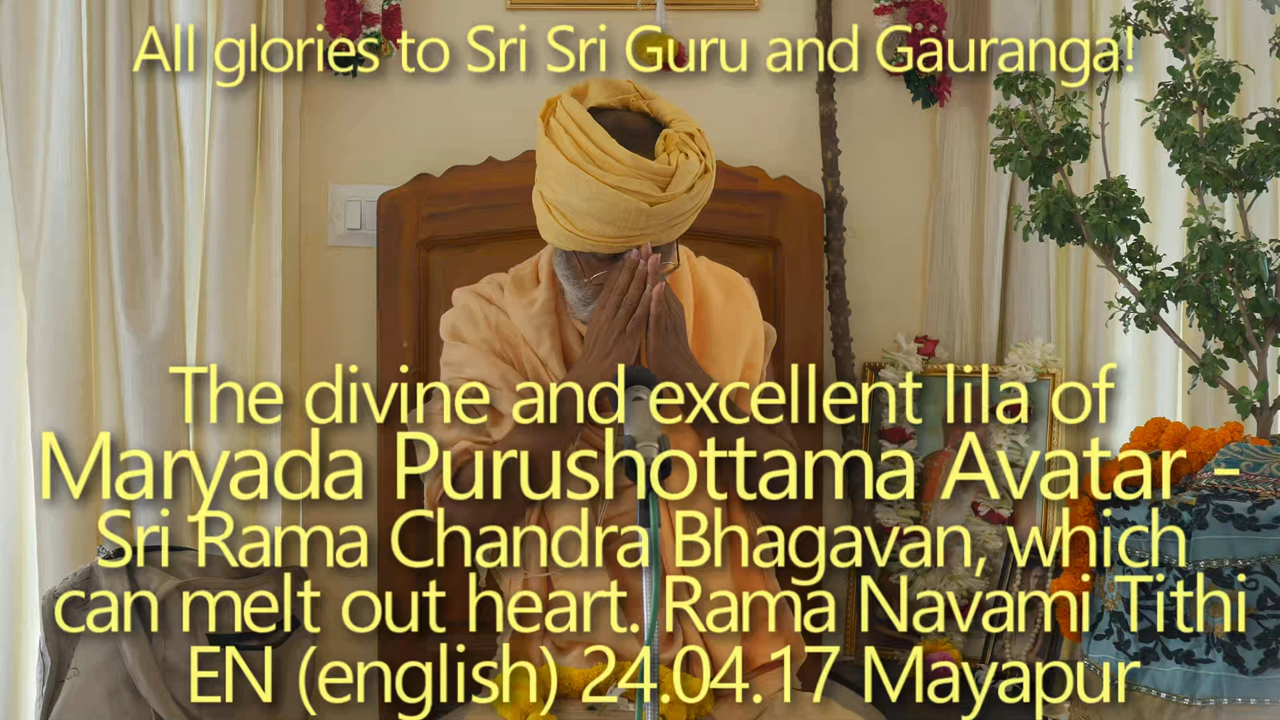 All glories to Sri Sri Guru and Gauranga!
The divine and excellent lila of
Maryada Purushottama Avatar -
Sri Rama Chandra Bhagavan, which
can melt out heart. Rama Navami Tithi
EN (english) 24.04.17 Mayapur